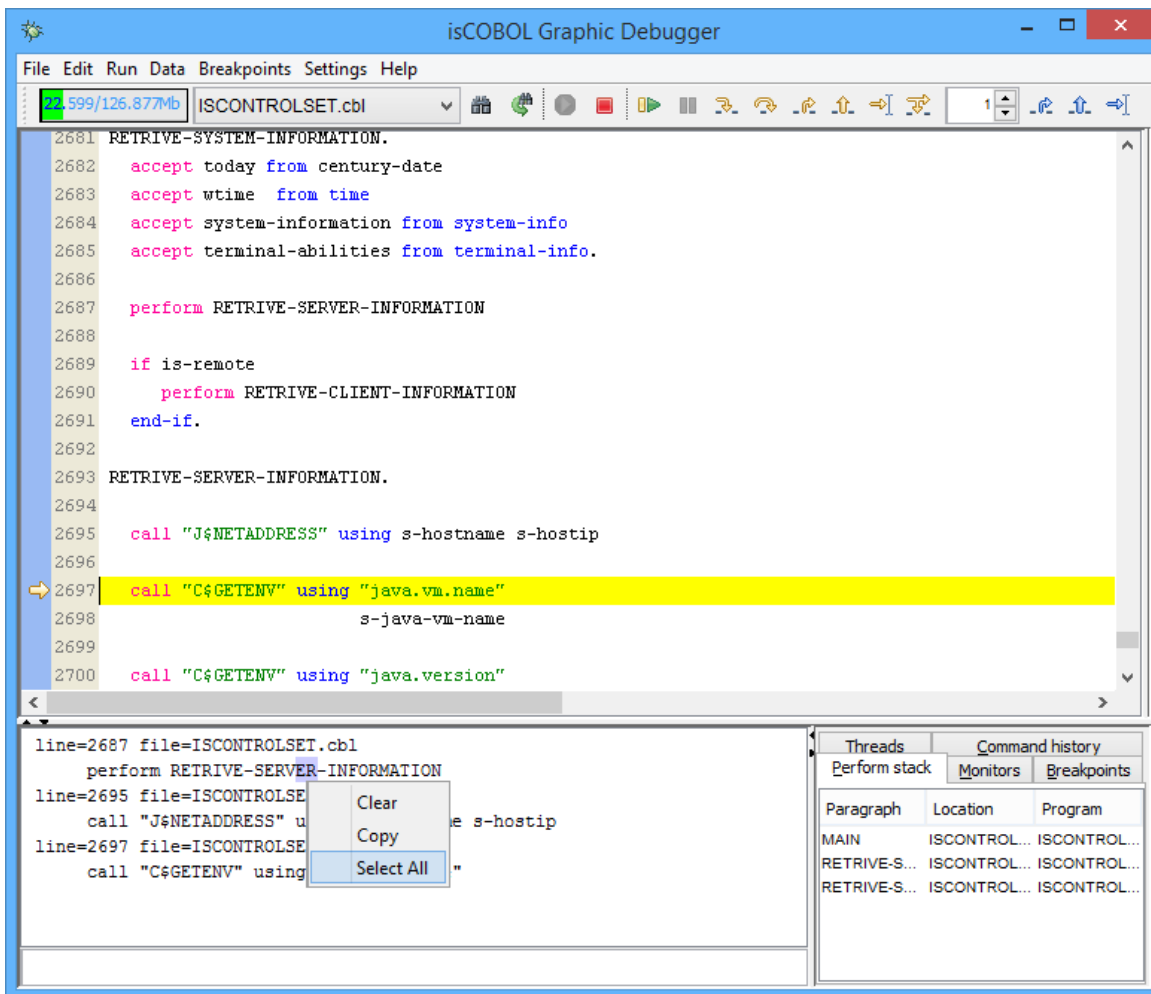 isCOBOL Graphic Debugger
File Edit Run Data Breakpoints Settings Help
22.599/126.877Mb ISCONTROLSET.cbl 1
2681 RETRIVE-SYSTEM-INFORMATION.
2682 accept today from century-date
2683 accept wtime from time
2684 accept system-information from system-info
2685 accept terminal-abilities from terminal-info.
2686
2687 perform RETRIVE-SERVER-INFORMATION
2688
2689 if is-remote
2690 perform RETRIVE-CLIENT-INFORMATION
2691 end-if.
2692
2693 RETRIVE-SERVER-INFORMATION.
2694
2695 call "J$NETADDRESS" using s-hostname s-hostip
2696
2697 call "C$GETENV" using "java.vm.name"
2698 s-java-vm-name
2699
2700 call "C$GETENV" using "java.version"
line=2687 file=ISCONTROLSET.cbl
perform RETRIVE-SERVER-INFORMATION
line=2695 file=ISCONTROLSE
call "J$NETADDRESS" u e s-hostip
line=2697 file=ISCONTROLSE
call "C$GETENV" using "
Clear
Copy
Select All
Threads Command history
Perform stack Monitors Breakpoints
Paragraph Location Program
MAIN ISCONTROL... ISCONTROL...
RETRIVE-S... ISCONTROL... ISCONTROL...
RETRIVE-S... ISCONTROL... ISCONTROL...